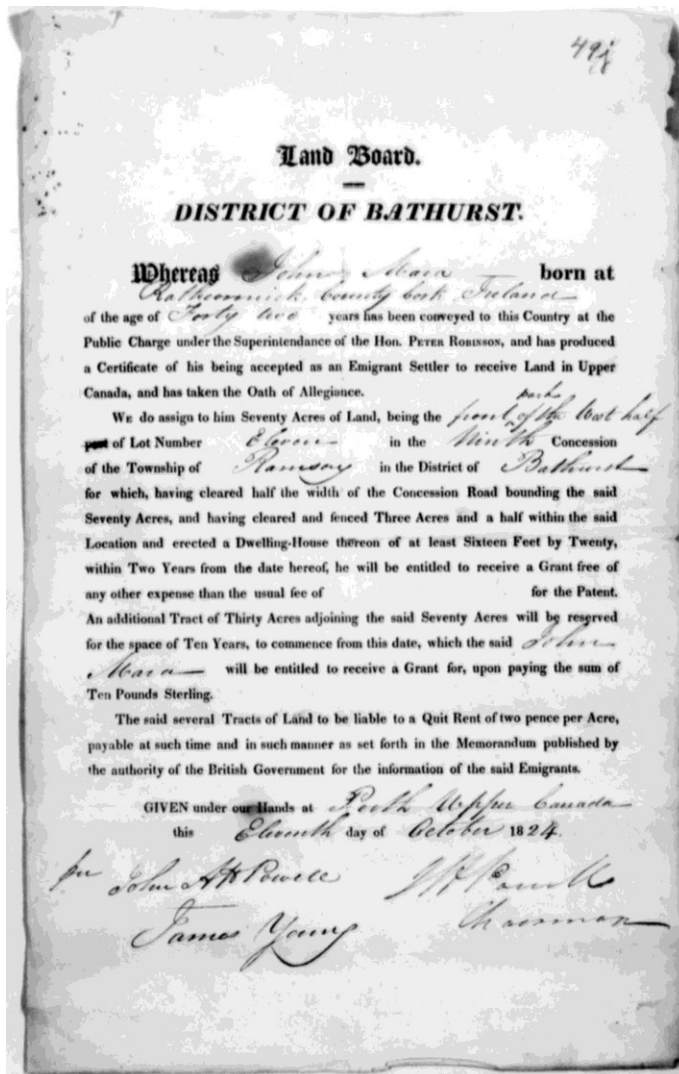 49
Land Board.
DISTRICT OF BATHURST.
Whereas John Mara born at
Rathcormick County Cork Ireland
of the age of Forty two years has been conveyed to this Country at the
Public Charge under the Superintendance of the Hon. PETER ROBINSON, and has produced
a Certificate of his being accepted as an Emigrant Settler to receive Land in Upper
Canada, and has taken the Oath of Allegiance.
WE do assign to him Seventy Acres of Land, being the front part of the West half
part of Lot Number Eleven in the Ninth Concession
of the Township of Ramsay in the District of Bathurst
for which, having cleared half the width of the Concession Road bounding the said
Seventy Acres, and having cleared and fenced Three Acres and a half within the said
Location and erected a Dwelling-House thereon of at least Sixteen Feet by Twenty,
within Two Years from the date hereof, he will be entitled to receive a Grant free of
any other expense than the usual fee of for the Patent.
An additional Tract of Thirty Acres adjoining the said Seventy Acres will be reserved
for the space of Ten Years, to commence from this date, which the said John
Mara will be entitled to receive a Grant for, upon paying the sum of
Ten Pounds Sterling.
The said several Tracts of Land to be liable to a Quit Rent of two pence per Acre,
payable at such time and in such manner as set forth in the Memorandum published by
the authority of the British Government for the information of the said Emigrants.
GIVEN under our Hands at Perth Upper Canada
this Eleventh day of October 1824.
John A H Powell J H Powell
James Young Chairman